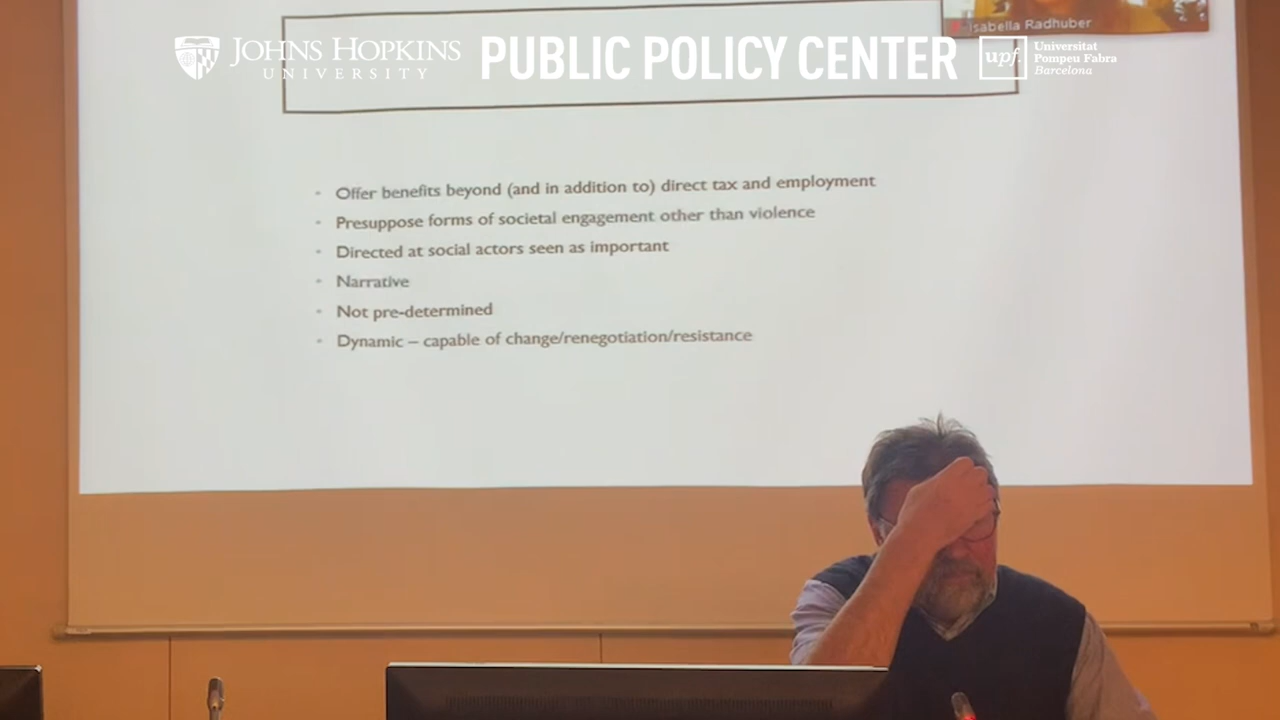 Isabella Radhuber
JOHNS HOPKINS
UNIVERSITY
PUBLIC POLICY CENTER
upf.
Universitat
Pompeu Fabra
Barcelona
Offer benefits beyond (and in addition to) direct tax and employment
Presuppose forms of societal engagement other than violence
Directed at social actors seen as important
Narrative
Not pre-determined
Dynamic – capable of change/renegotiation/resistance